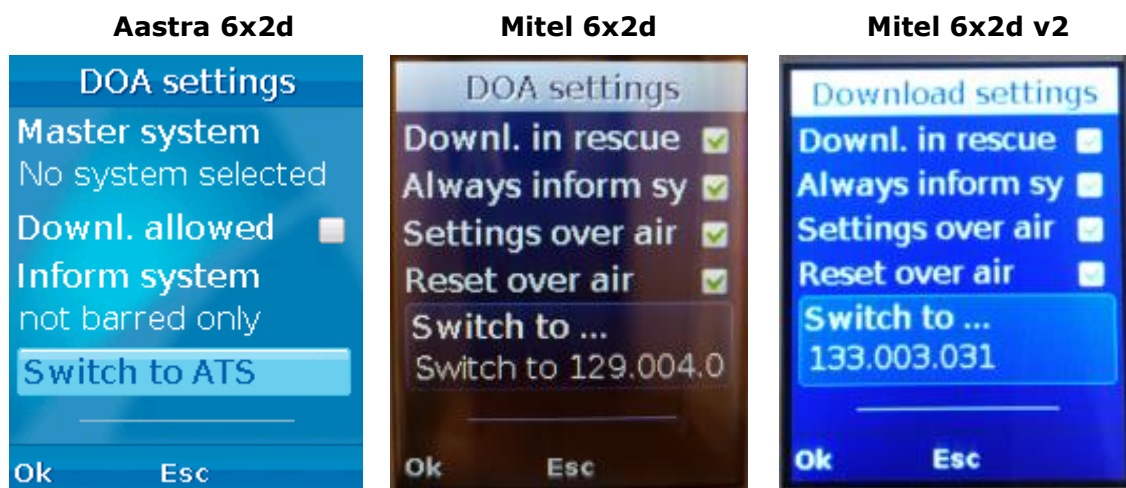 Aastra 6x2d
DOA settings
Master system
No system selected
Downl. allowed
Inform system
not barred only
Switch to ATS
Ok Esc
Mitel 6x2d
DOA settings
Downl. in rescue
Always inform sy
Settings over air
Reset over air
Switch to ...
Switch to 129.004.0
Ok Esc
Mitel 6x2d v2
Download settings
Downl. in rescue
Always inform sy
Settings over air
Reset over air
Switch to ...
133.003.031
Ok Esc